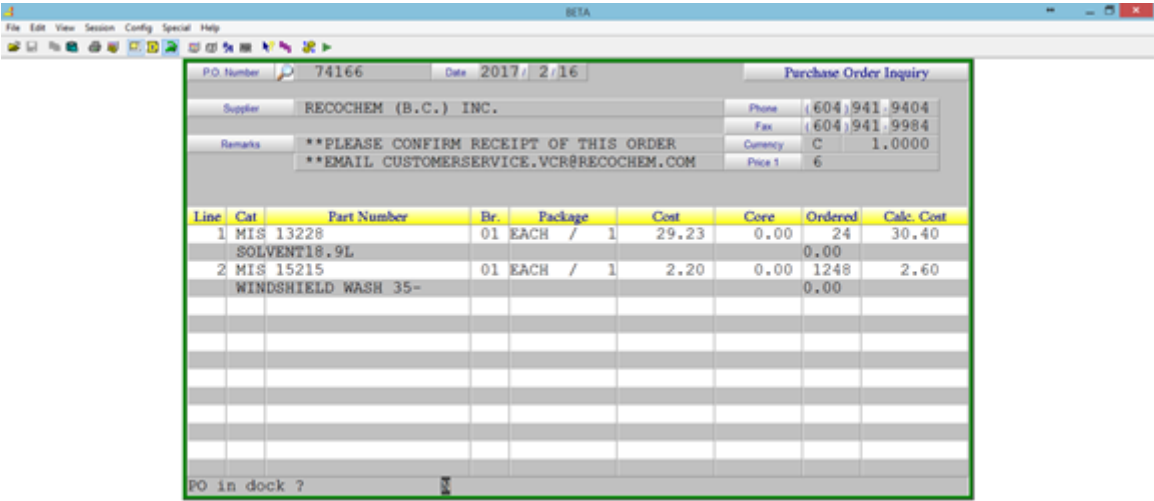 BETA
File Edit View Session Config Special Help
P.O. Number 74166 Date 2017/ 2/16 Purchase Order Inquiry
Supplier RECOCHEM (B.C.) INC. Phone (604)941-9404
Fax (604)941-9984
Remarks **PLEASE CONFIRM RECEIPT OF THIS ORDER Currency C 1.0000
**EMAIL CUSTOMERSERVICE.VCR@RECOCHEM.COM Price 1 6
Line Cat Part Number Br. Package Cost Core Ordered Calc. Cost
1 MIS 13228 01 EACH / 1 29.23 0.00 24 30.40
SOLVENT18.9L 0.00
2 MIS 15215 01 EACH / 1 2.20 0.00 1248 2.60
WINDSHIELD WASH 35- 0.00
PO in dock ? N